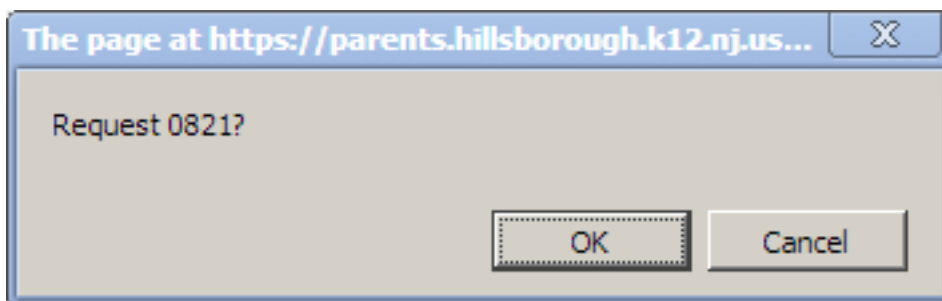 The page at https://parents.hillsborough.k12.nj.us...
Request 0821?
OK
Cancel